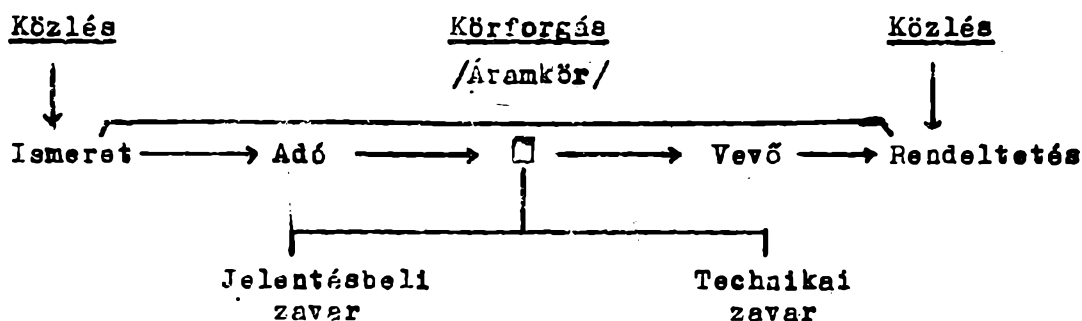 Közlés Körforgás Közlés
/Áramkör/
Ismeret Adó Vevő Rendeltetés
Jelentésbeli Technikai
zavar zavar